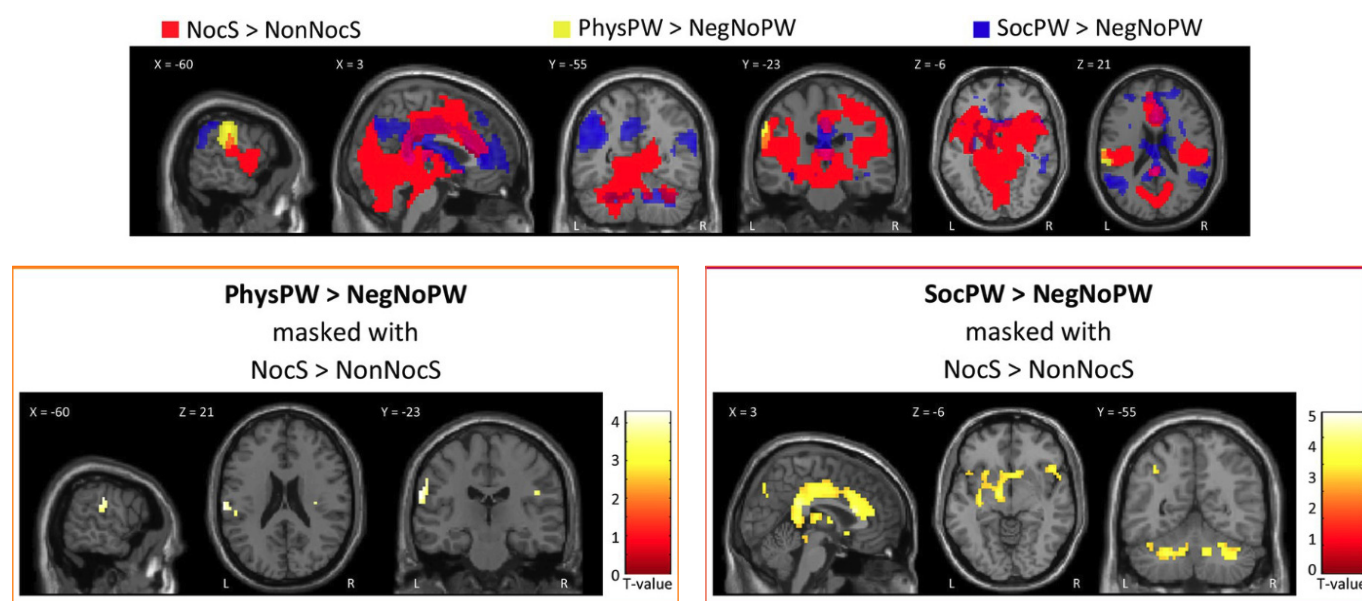 NocS > NonNocS PhysPW > NegNoPW SocPW > NegNoPW
X = -60 X = 3 Y = -55 Y = -23 Z = -6 Z = 21
L R L R L R L R
PhysPW > NegNoPW
masked with
NocS > NonNocS
X = -60 Z = 21 Y = -23
4
3
2
1
0
L R L R T-value
SocPW > NegNoPW
masked with
NocS > NonNocS
X = 3 Z = -6 Y = -55
5
4
3
2
1
0
L R L R T-value